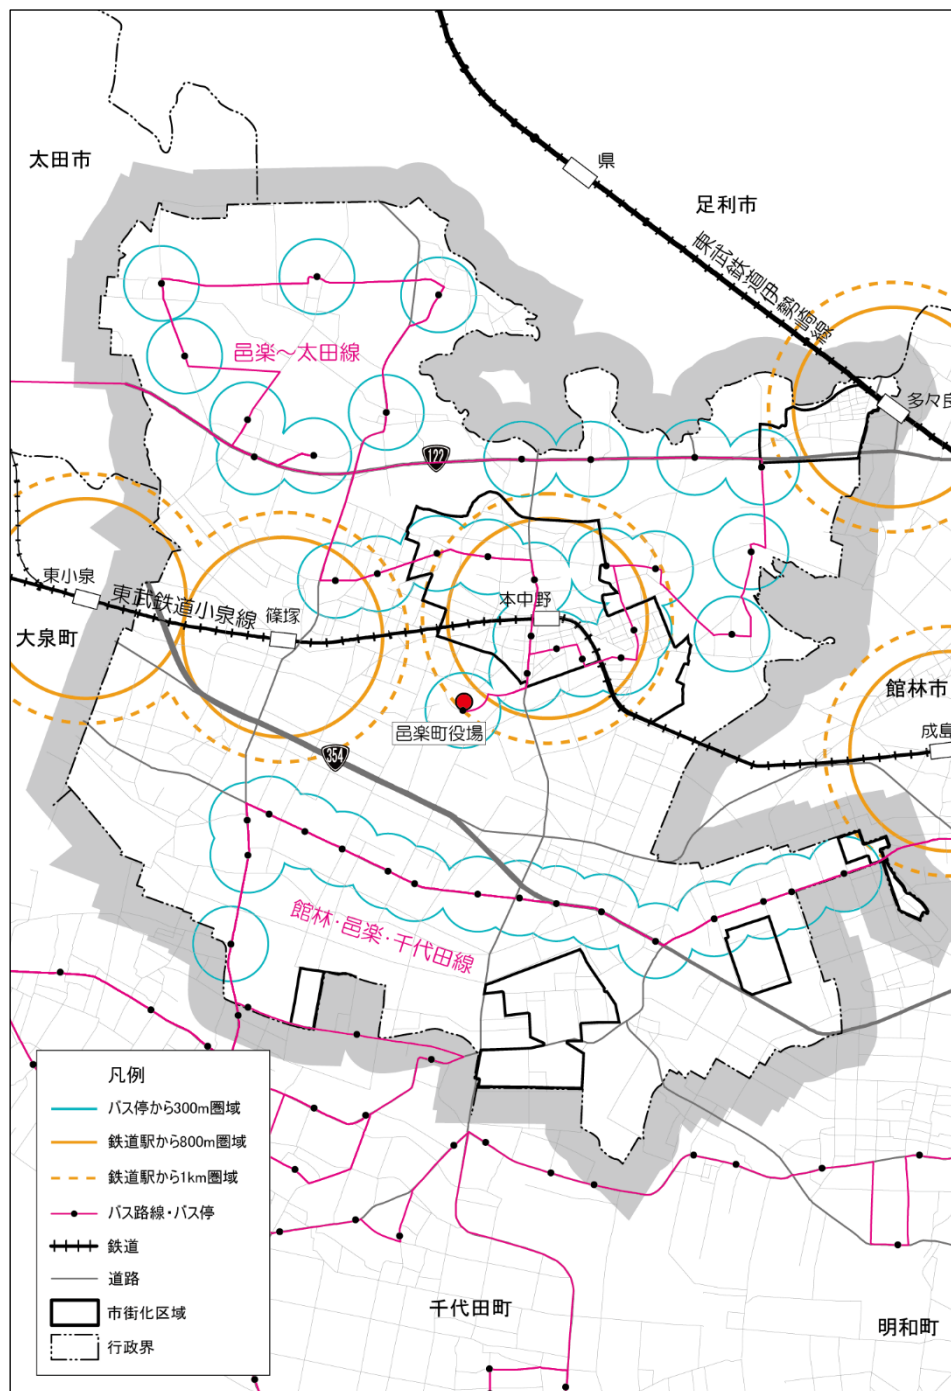 県
太田市
足利市
東武鉄道伊勢崎線
邑楽~太田線
多々良
122
東小泉
東武鉄道小泉線
篠塚
本中野
大泉町
館林市
成島
邑楽町役場
354
館林・邑楽・千代田線
凡例
バス停から300m圏域
鉄道駅から800m圏域
鉄道駅から1km圏域
バス路線・バス停
鉄道
道路
市街化区域
行政界
千代田町
明和町